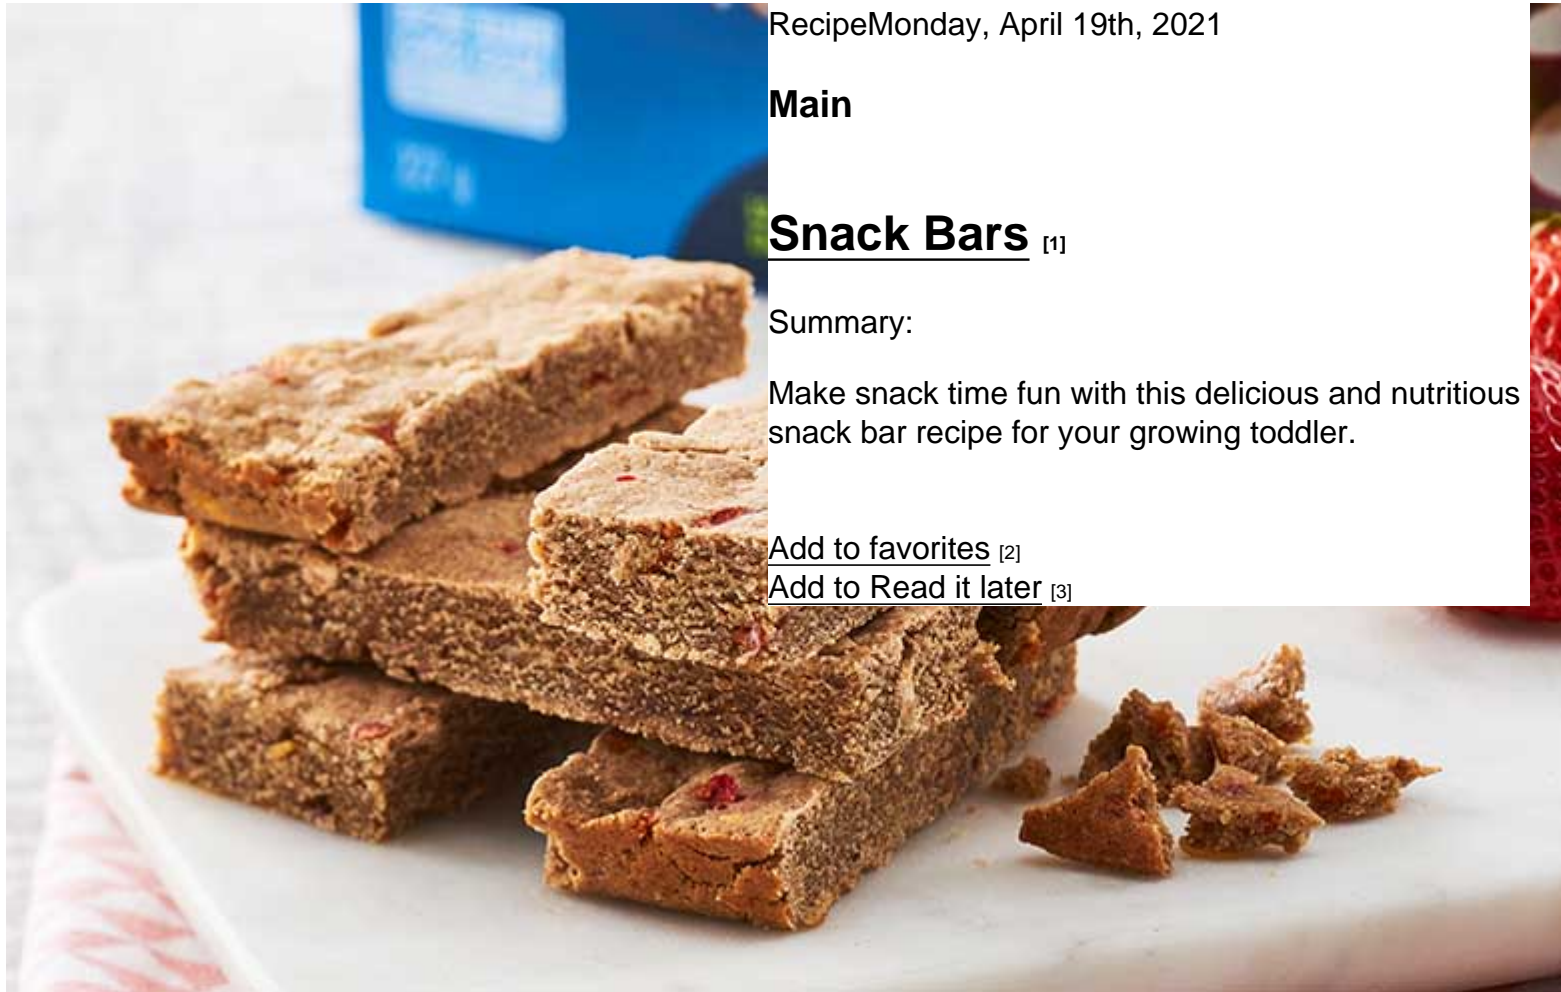 RecipeMonday, April 19th, 2021
Main
Snack Bars [1]
Summary:
Make snack time fun with this delicious and nutritious
snack bar recipe for your growing toddler.
Add to favorites [2]
Add to Read it later [3]